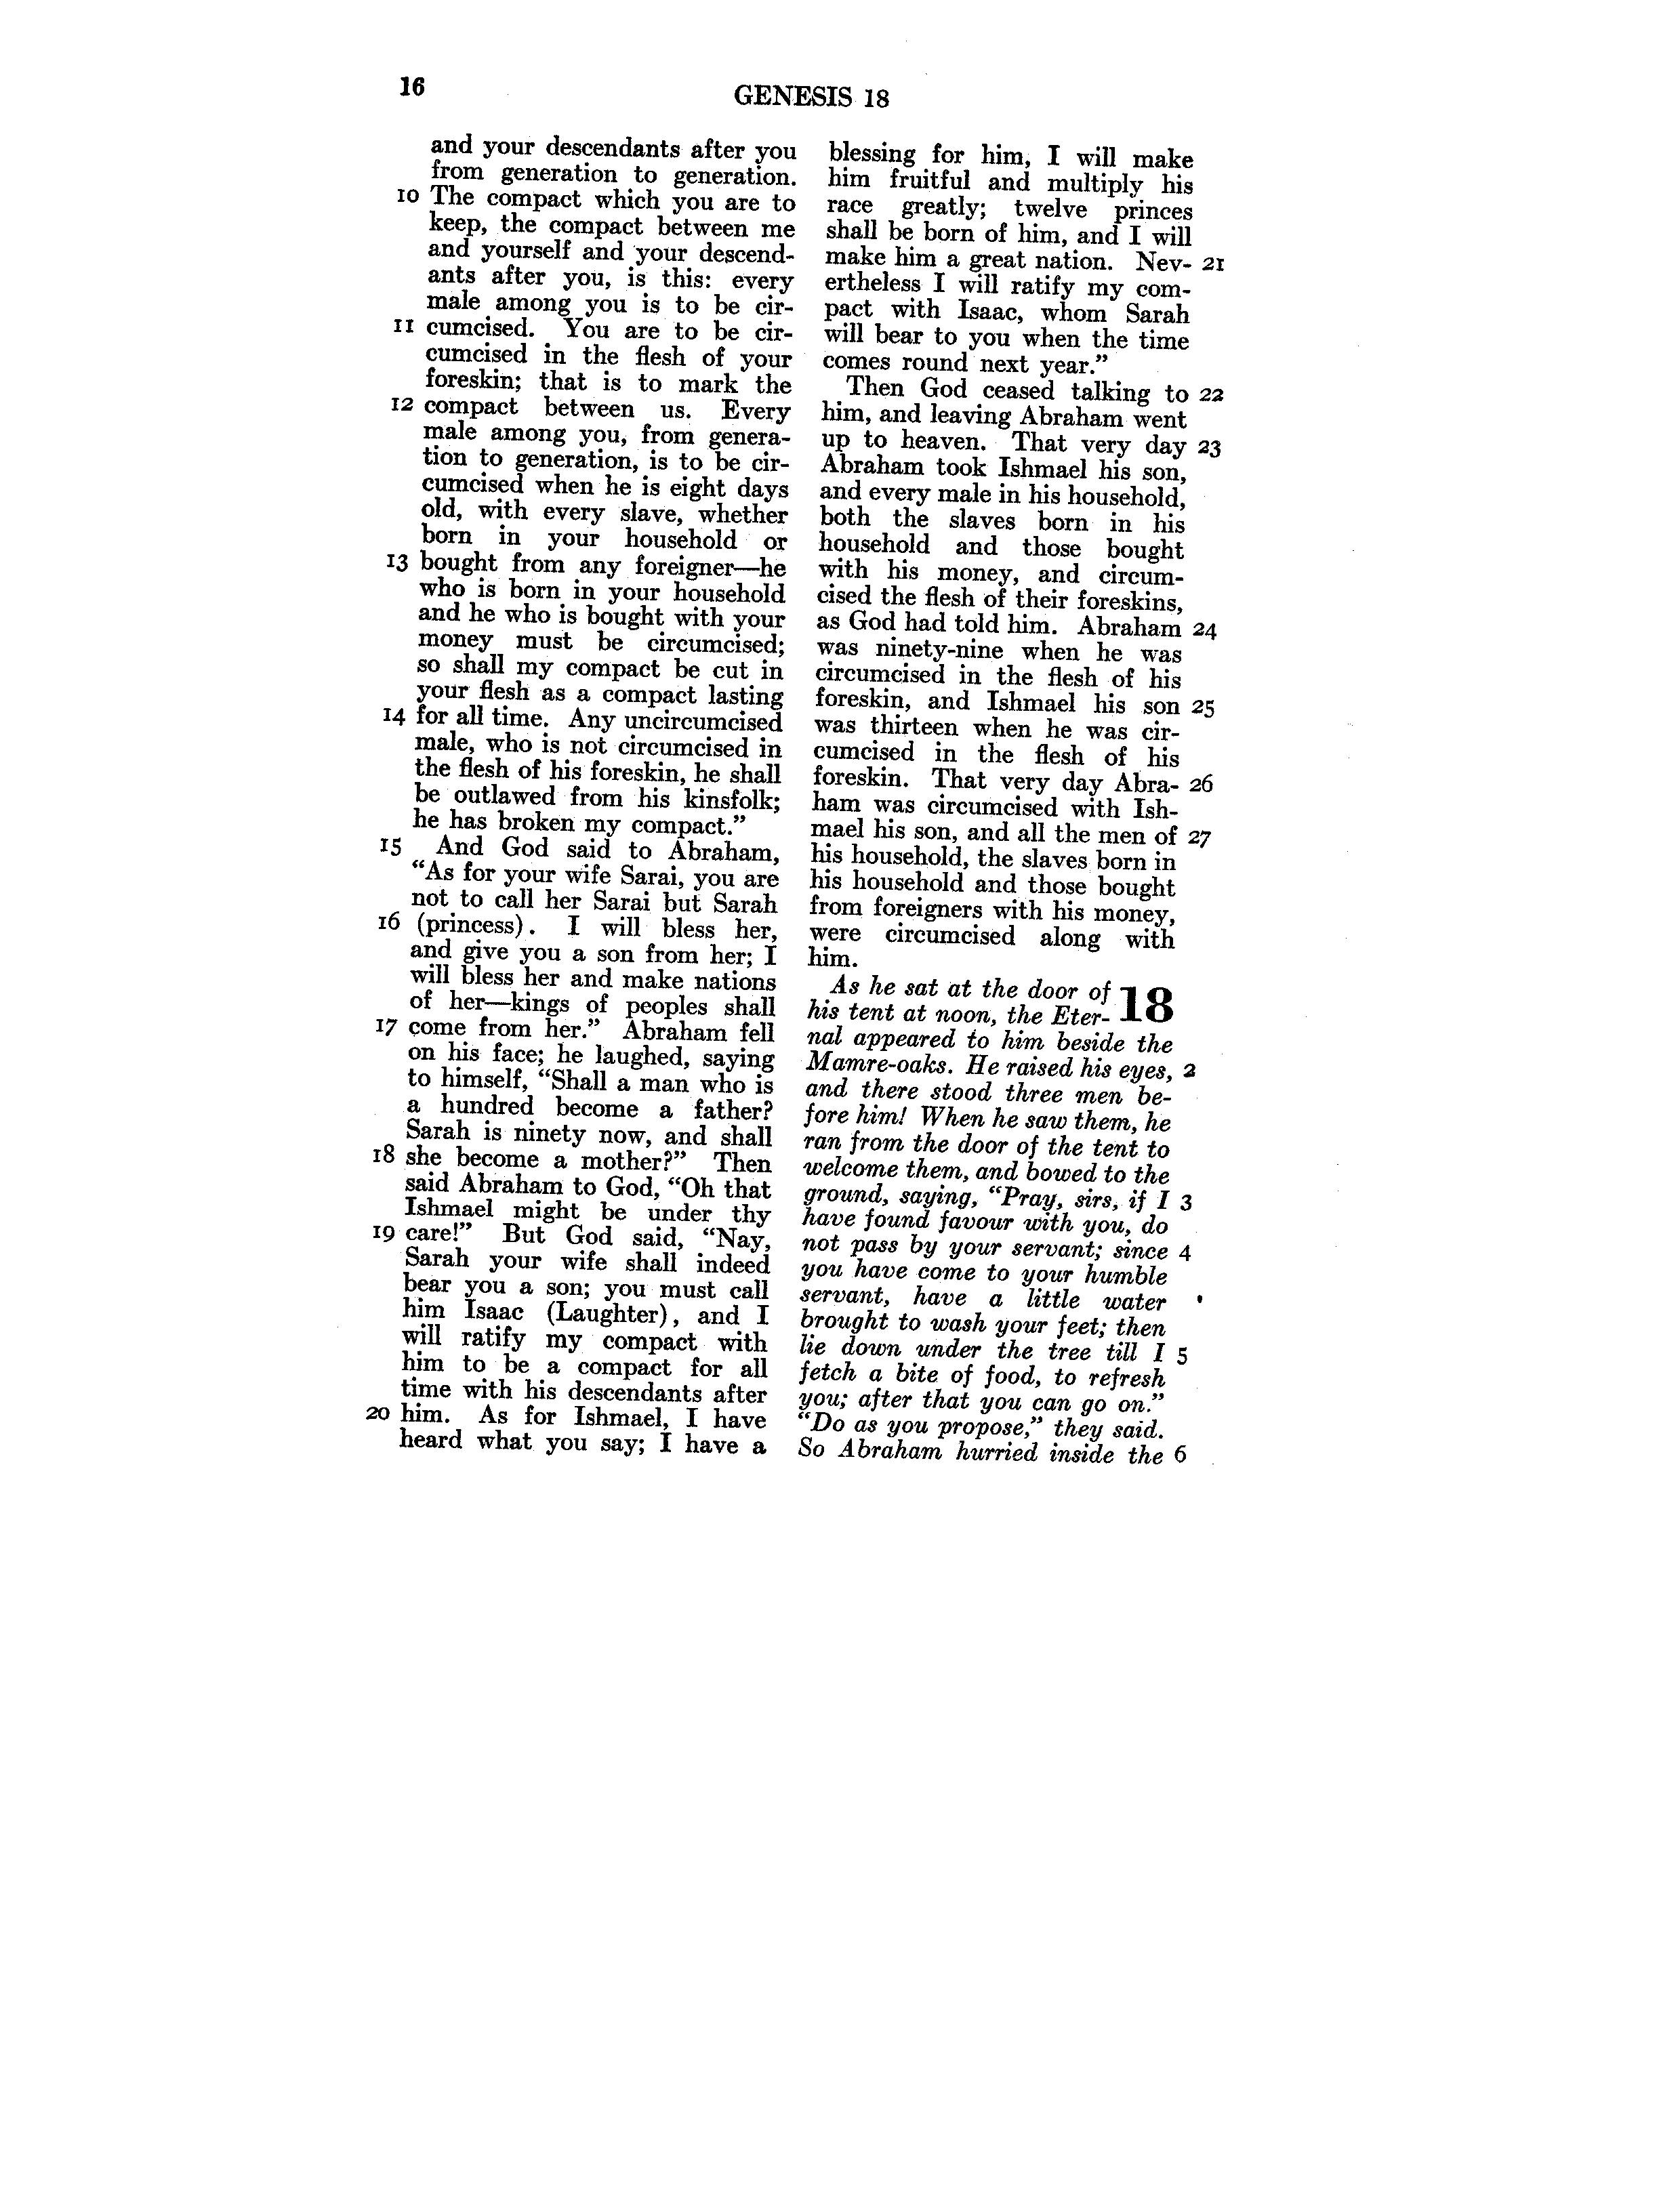 16
GENESIS 18
and your descendants after you
from generation to generation.
10 The compact which you are to
keep, the compact between me
and yourself and your descend-
ants after you, is this: every
male among you is to be cir-
11 cumcised. You are to be cir-
cumcised in the flesh of your
foreskin; that is to mark the
12 compact between us. Every
male among you, from genera-
tion to generation, is to be cir-
cumcised when he is eight days
old, with every slave, whether
born in your household or
13 bought from any foreigner—he
who is born in your household
and he who is bought with your
money must be circumcised;
so shall my compact be cut in
your flesh as a compact lasting
14 for all time. Any uncircumcised
male, who is not circumcised in
the flesh of his foreskin, he shall
be outlawed from his kinsfolk;
he has broken my compact.”
15 And God said to Abraham,
“As for your wife Sarai, you are
not to call her Sarai but Sarah
16 (princess). I will bless her,
and give you a son from her; I
will bless her and make nations
of her—kings of peoples shall
17 come from her.” Abraham fell
on his face; he laughed, saying
to himself, “Shall a man who is
a hundred become a father?
Sarah is ninety now, and shall
18 she become a mother?” Then
said Abraham to God, “Oh that
Ishmael might be under thy
19 care!” But God said, “Nay,
Sarah your wife shall indeed
bear you a son; you must call
him Isaac (Laughter), and I
will ratify my compact with
him to be a compact for all
time with his descendants after
20 him. As for Ishmael, I have
heard what you say; I have a
blessing for him, I will make
him fruitful and multiply his
race greatly; twelve princes
shall be born of him, and I will
make him a great nation. Nev- 21
ertheless I will ratify my com-
pact with Isaac, whom Sarah
will bear to you when the time
comes round next year.”
Then God ceased talking to 22
him, and leaving Abraham went
up to heaven. That very day 23
Abraham took Ishmael his son,
and every male in his household,
both the slaves born in his
household and those bought
with his money, and circum-
cised the flesh of their foreskins,
as God had told him. Abraham 24
was ninety-nine when he was
circumcised in the flesh of his
foreskin, and Ishmael his son 25
was thirteen when he was cir-
cumcised in the flesh of his
foreskin. That very day Abra- 26
ham was circumcised with Ish-
mael his son, and all the men of 27
his household, the slaves born in
his household and those bought
from foreigners with his money,
were circumcised along with
him.
As he sat at the door of 18
his tent at noon, the Eter-
nal appeared to him beside the
Mamre-oaks. He raised his eyes, 2
and there stood three men be-
fore him! When he saw them, he
ran from the door of the tent to
welcome them, and bowed to the
ground, saying, “Pray, sirs, if I 3
have found favour with you, do
not pass by your servant; since 4
you have come to your humble
servant, have a little water
brought to wash your feet; then
lie down under the tree till I 5
fetch a bite of food, to refresh
you; after that you can go on.”
“Do as you propose,” they said.
So Abraham hurried inside the 6